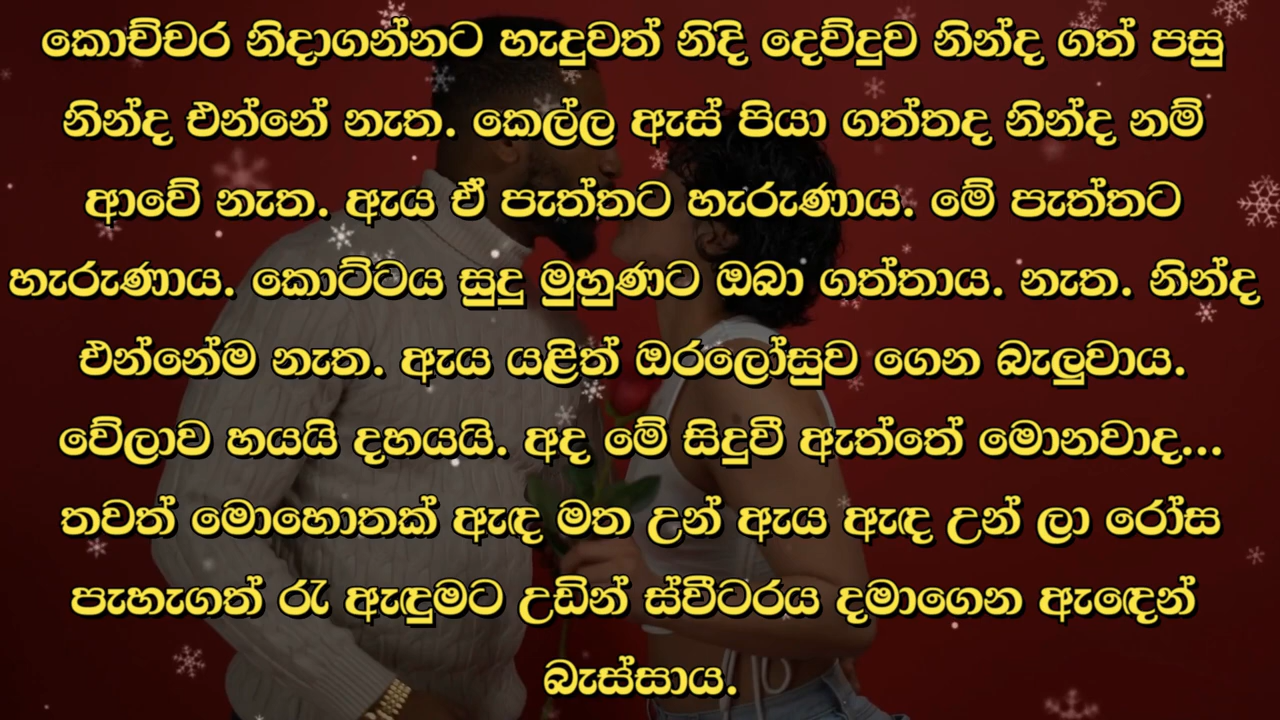 කොච්චර නිදාගන්නට හැදුවත් නිදි දෙව්දුව නින්ද ගත් පසු
නින්ද එන්නේ නැත. කෙල්ල ඇස් පියා ගත්තද නින්ද නම්
ආවේ නැත. ඇය ඒ පැත්තට හැරුණාය. මේ පැත්තට
හැරුණාය. කොට්ටය සුදු මුහුණට ඔබා ගත්තාය. නැත. නින්ද
එන්නේම නැත. ඇය යළිත් ඔරලෝසුව ගෙන බැලුවාය.
වේලාව හයයි දහයයි. අද මේ සිදුවී ඇත්තේ මොනවාද...
තවත් මොහොතක් ඇඳ මත උන් ඇය ඇඳ උන් ලා රෝස
පැහැගත් රෑ ඇඳුමට උඩින් ස්වීටරය දමාගෙන ඇඳෙන්
බැස්සාය.